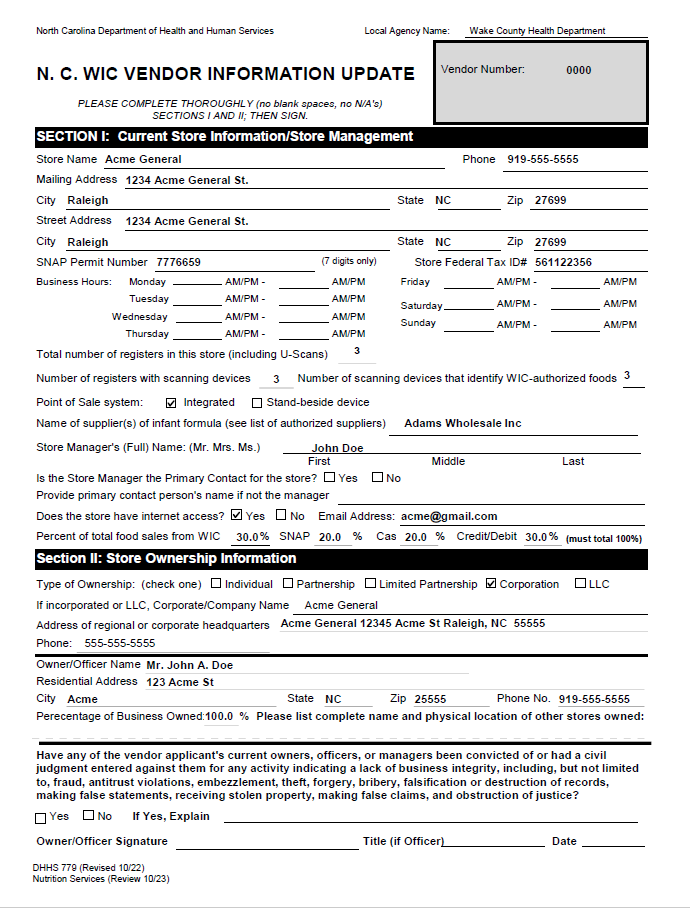 North Carolina Department of Health and Human Services Local Agency Name: Wake County Health Department
N. C. WIC VENDOR INFORMATION UPDATE
Vendor Number: 0000
PLEASE COMPLETE THOROUGHLY (no blank spaces, no N/A's)
SECTIONS I AND II; THEN SIGN.
SECTION I: Current Store Information/Store Management
Store Name Acme General Phone 919-555-5555
Mailing Address 1234 Acme General St.
City Raleigh State NC Zip 27699
Street Address 1234 Acme General St.
City Raleigh State NC Zip 27699
SNAP Permit Number 7776659 (7 digits only) Store Federal Tax ID# 561122356
Business Hours: Monday AM/PM - AM/PM Friday AM/PM - AM/PM
Tuesday AM/PM - AM/PM Saturday AM/PM - AM/PM
Wednesday AM/PM - AM/PM Sunday AM/PM - AM/PM
Thursday AM/PM - AM/PM
Total number of registers in this store (including U-Scans) 3
Number of registers with scanning devices 3 Number of scanning devices that identify WIC-authorized foods 3
Point of Sale system: ☑ Integrated ☐ Stand-beside device
Name of supplier(s) of infant formula (see list of authorized suppliers) Adams Wholesale Inc
Store Manager's (Full) Name: (Mr. Mrs. Ms.) John Doe
First Middle Last
Is the Store Manager the Primary Contact for the store? ☐ Yes ☐ No
Provide primary contact person's name if not the manager
Does the store have internet access? ☑ Yes ☐ No Email Address: acme@gmail.com
Percent of total food sales from WIC 30.0 % SNAP 20.0 % Cas 20.0 % Credit/Debit 30.0 % (must total 100%)
Section II: Store Ownership Information
Type of Ownership: (check one) ☐ Individual ☐ Partnership ☐ Limited Partnership ☑ Corporation ☐ LLC
If incorporated or LLC, Corporate/Company Name Acme General
Address of regional or corporate headquarters Acme General 12345 Acme St Raleigh, NC 55555
Phone: 555-555-5555
Owner/Officer Name Mr. John A. Doe
Residential Address 123 Acme St
City Acme State NC Zip 25555 Phone No. 919-555-5555
Perecentage of Business Owned: 100.0 % Please list complete name and physical location of other stores owned:
Have any of the vendor applicant's current owners, officers, or managers been convicted of or had a civil
judgment entered against them for any activity indicating a lack of business integrity, including, but not limited
to, fraud, antitrust violations, embezzlement, theft, forgery, bribery, falsification or destruction of records,
making false statements, receiving stolen property, making false claims, and obstruction of justice?
☐ Yes ☐ No If Yes, Explain
Owner/Officer Signature Title (if Officer) Date
DHHS 779 (Revised 10/22)
Nutrition Services (Review 10/23)